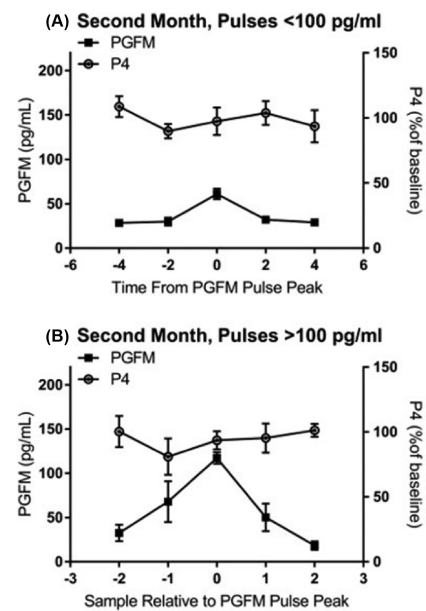 (A) Second Month, Pulses <100 pg/ml
PGFM
P4
PGFM (pg/mL)
200
150
100
50
0
150
100
50
0
P4 (%of baseline)
-6 -4 -2 0 2 4 6
Time From PGFM Pulse Peak
(B) Second Month, Pulses >100 pg/ml
PGFM
P4
PGFM (pg/mL)
200
150
100
50
0
150
100
50
0
P4 (%of baseline)
-3 -2 -1 0 1 2 3
Sample Relative to PGFM Pulse Peak